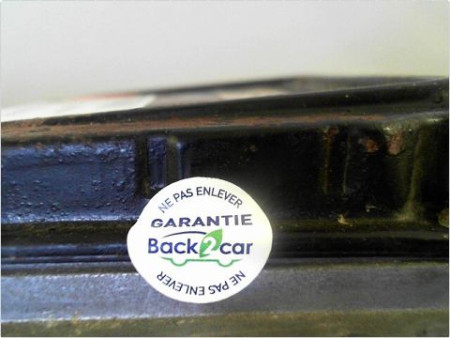 NE PAS ENLEVER
GARANTIE
Back2car
NE PAS ENLEVER